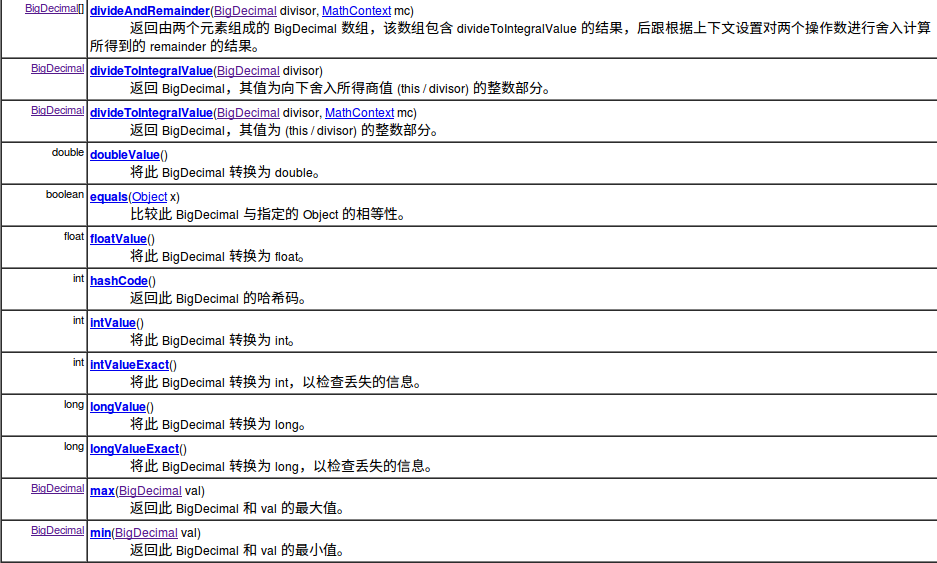 BigDecimal[] divideAndRemainder(BigDecimal divisor, MathContext mc)
返回由两个元素组成的 BigDecimal 数组，该数组包含 divideToIntegralValue 的结果，后跟根据上下文设置对两个操作数进行舍入计算
所得到的 remainder 的结果。
BigDecimal divideToIntegralValue(BigDecimal divisor)
返回 BigDecimal，其值为向下舍入所得商值 (this / divisor) 的整数部分。
BigDecimal divideToIntegralValue(BigDecimal divisor, MathContext mc)
返回 BigDecimal，其值为 (this / divisor) 的整数部分。
double doubleValue()
将此 BigDecimal 转换为 double。
boolean equals(Object x)
比较此 BigDecimal 与指定的 Object 的相等性。
float floatValue()
将此 BigDecimal 转换为 float。
int hashCode()
返回此 BigDecimal 的哈希码。
int intValue()
将此 BigDecimal 转换为 int。
int intValueExact()
将此 BigDecimal 转换为 int，以检查丢失的信息。
long longValue()
将此 BigDecimal 转换为 long。
long longValueExact()
将此 BigDecimal 转换为 long，以检查丢失的信息。
BigDecimal max(BigDecimal val)
返回此 BigDecimal 和 val 的最大值。
BigDecimal min(BigDecimal val)
返回此 BigDecimal 和 val 的最小值。